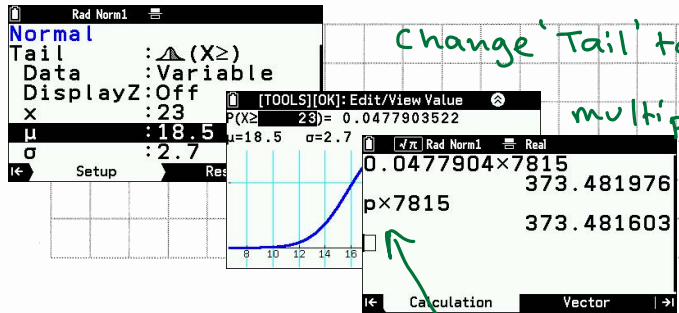 Rad Norm1
Normal
Tail :(X≥)
Data :Variable
DisplayZ:Off
x :23
μ :18.5
σ :2.7
Setup
Change 'Tail'
[TOOLS][OK]: Edit/View Value
P(X≥ 23)= 0.0477903522
μ=18.5 σ=2.7
8 10 12 14 16
√π Rad Norm1 Real
0.0477904×7815
373.481976
p×7815
373.481603
Calculation Vector